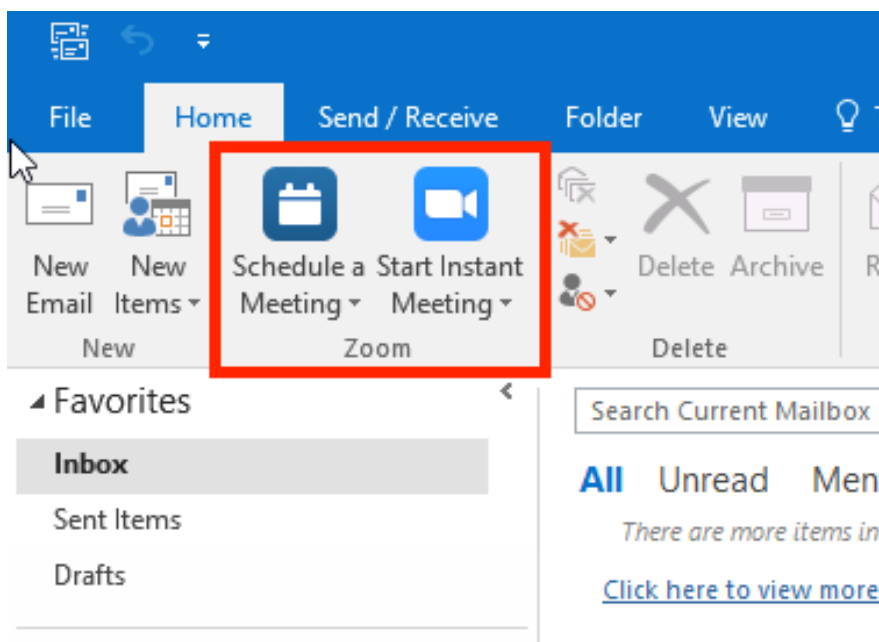 File Home Send / Receive Folder View
New Email
New Items
Schedule a Meeting
Start Instant Meeting
Delete Archive
New Zoom Delete
Favorites
Search Current Mailbox
Inbox
All Unread
Sent Items
There are more items in
Drafts
Click here to view more